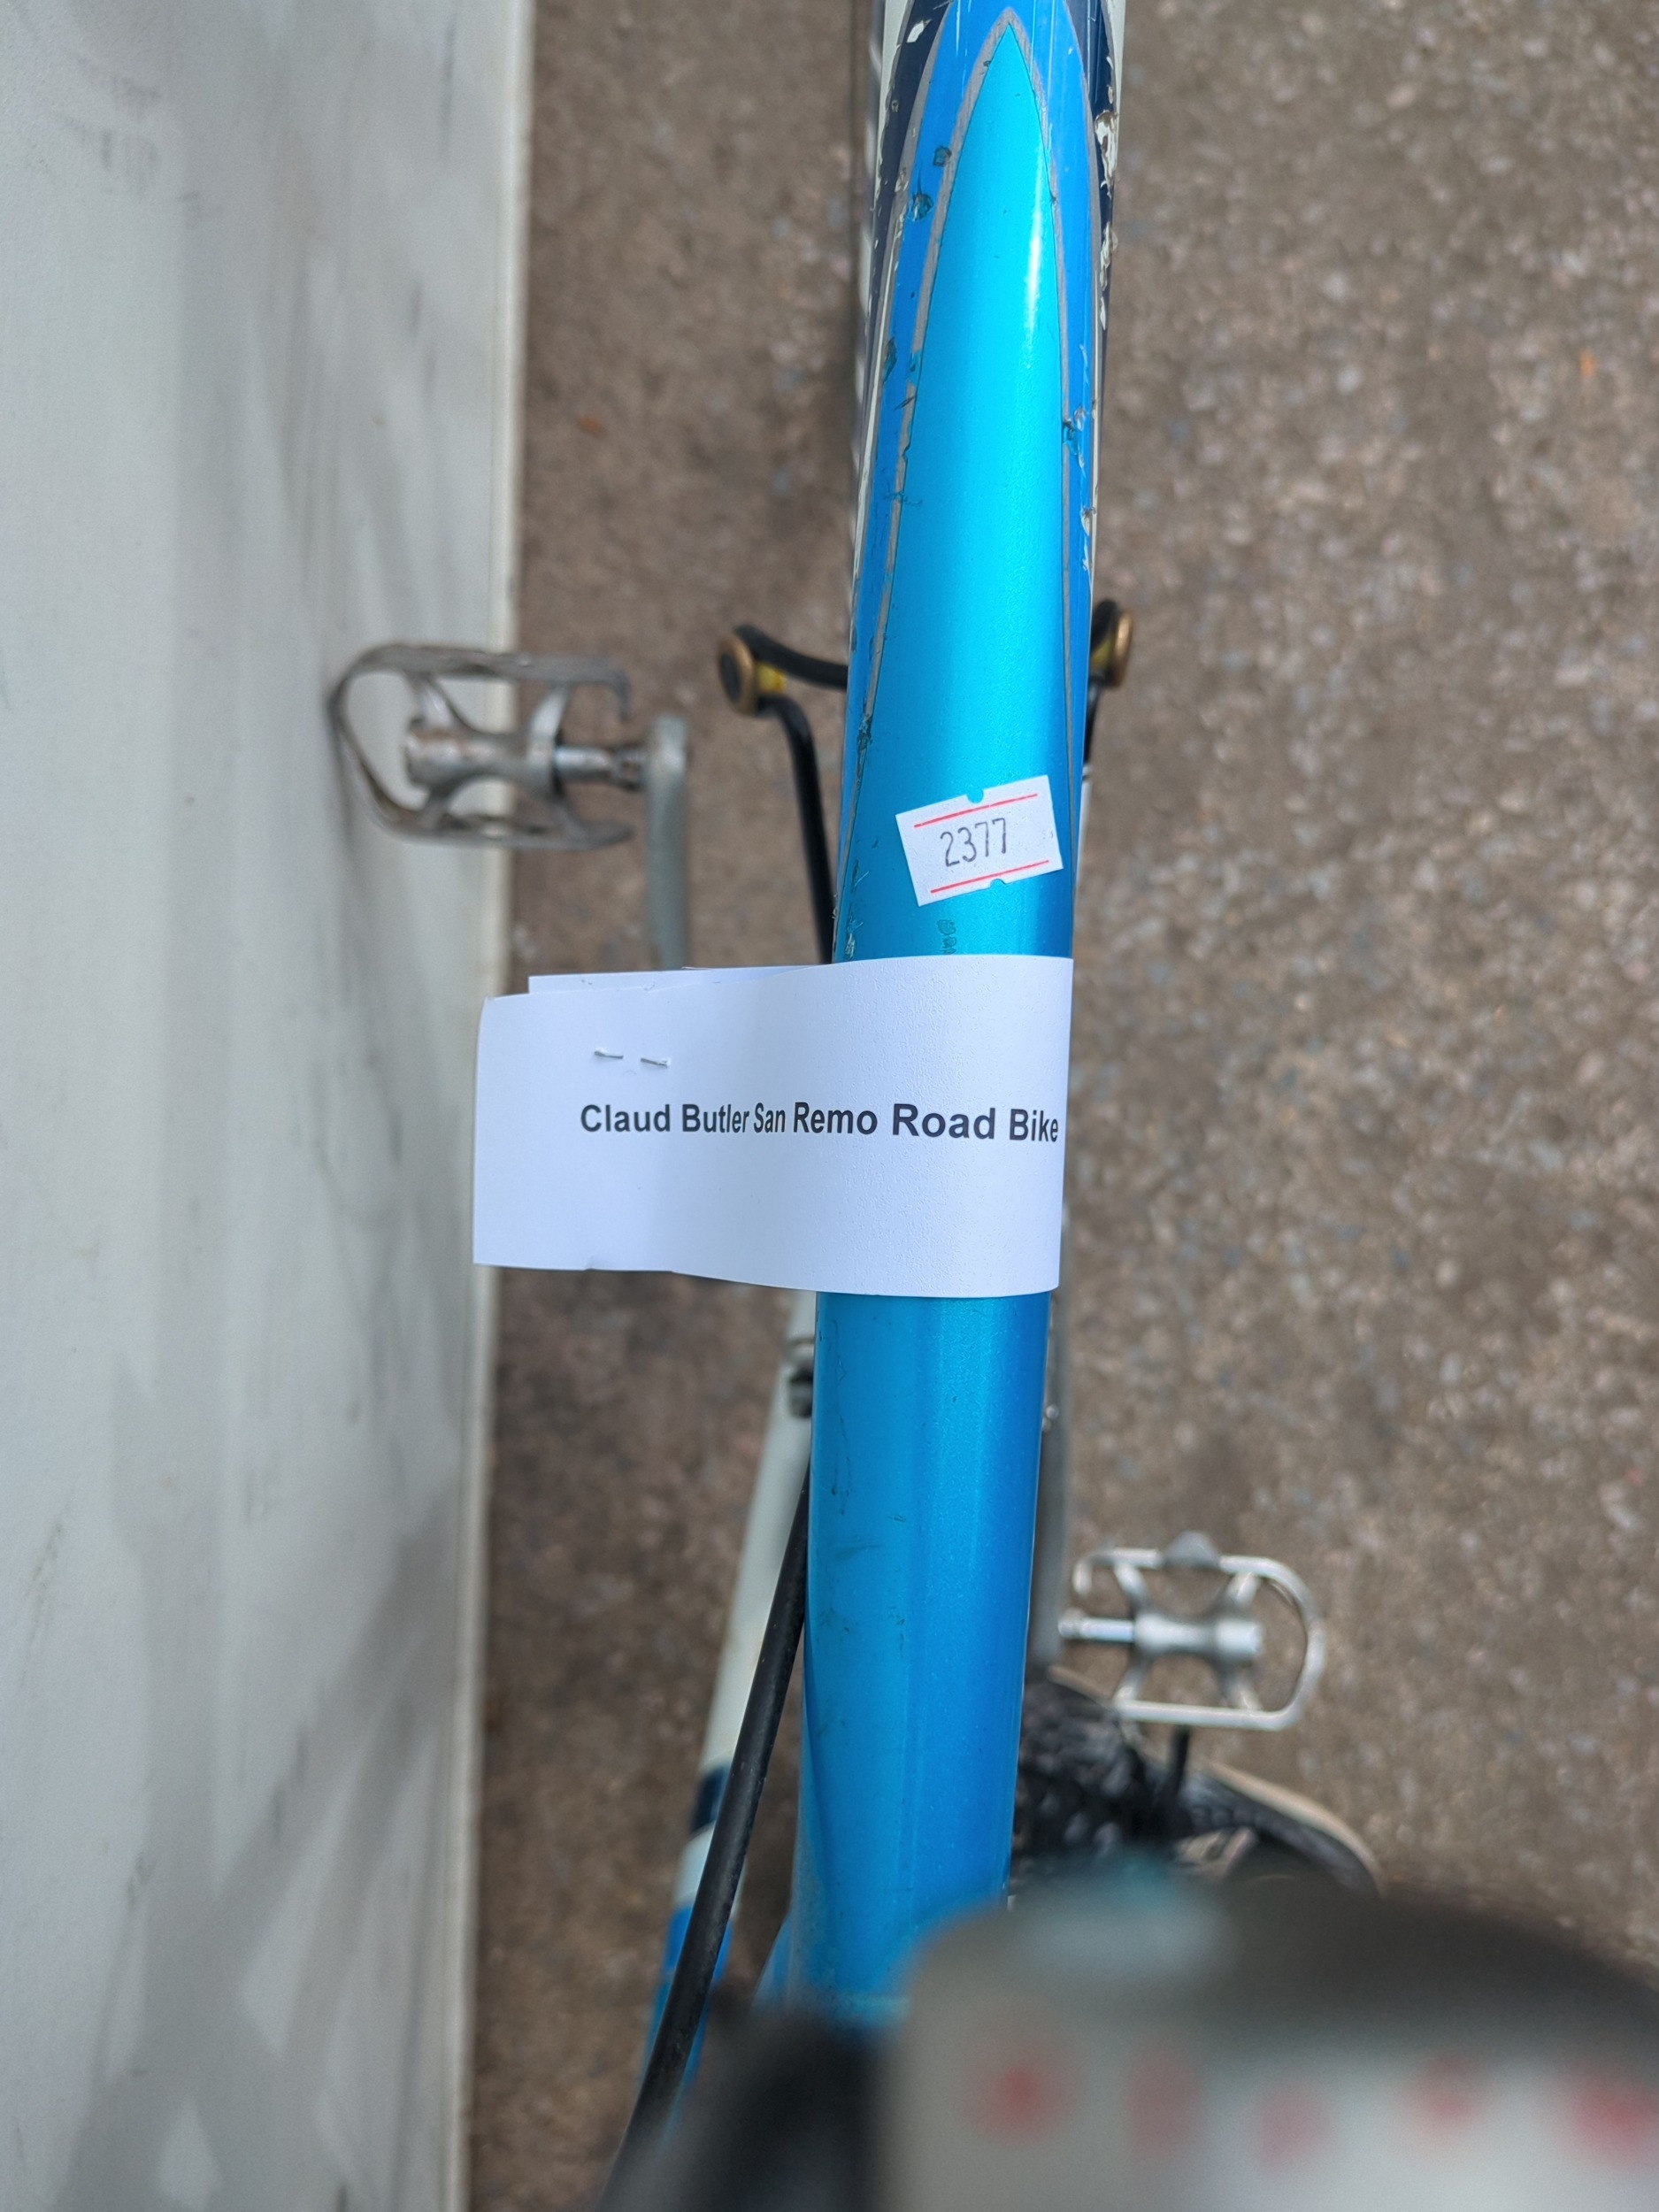 2377
Claud Butler San Remo Road Bike